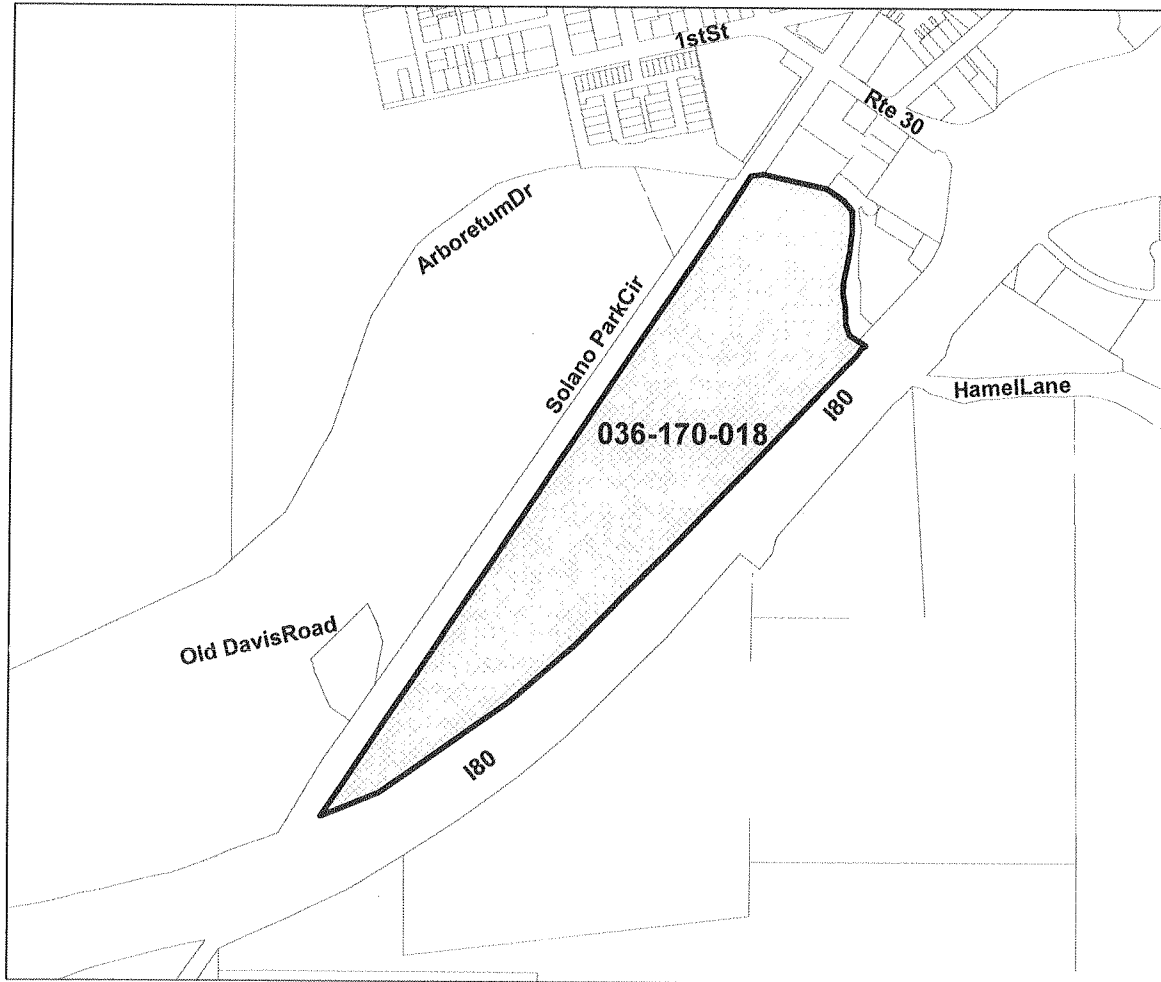 1stSt
Rte 30
ArboretumDr
Solano ParkCir
HamelLane
I80
036-170-018
Old DavisRoad
I80